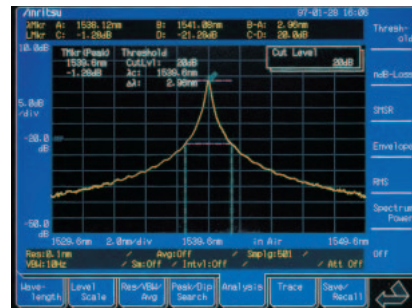 Anritsu 97-01-28 16:06
λMkr A: 1538.12nm B: 1541.08nm B-A: 2.96nm
LMkr C: -1.28dB D: -21.28dB C-D: 20.0dB
10.0dB
TMkr(Peak) Threshold Cut Level
1539.6nm CutLvl: 20dB 20dB
-1.28dB λc: 1539.6nm
Δλ: 2.96nm
5.0dB
/div
-20.0
dB
-50.0
dB
1529.6nm 2.0nm/div 1539.6nm in Air 1549.6nm
Res:0.1nm / Avg:Off / Smplg:501 /
VBW:10Hz / Sm:Off / Intvl:Off / / Att Off
Thresh-
old
ndB-Loss
SMSR
Envelope
RMS
Spectrum
Power
Off
Wave-
length
Level
Scale
Res/VBW/
Avg
Peak/Dip
Search
Analysis
Trace
Save/
Recall